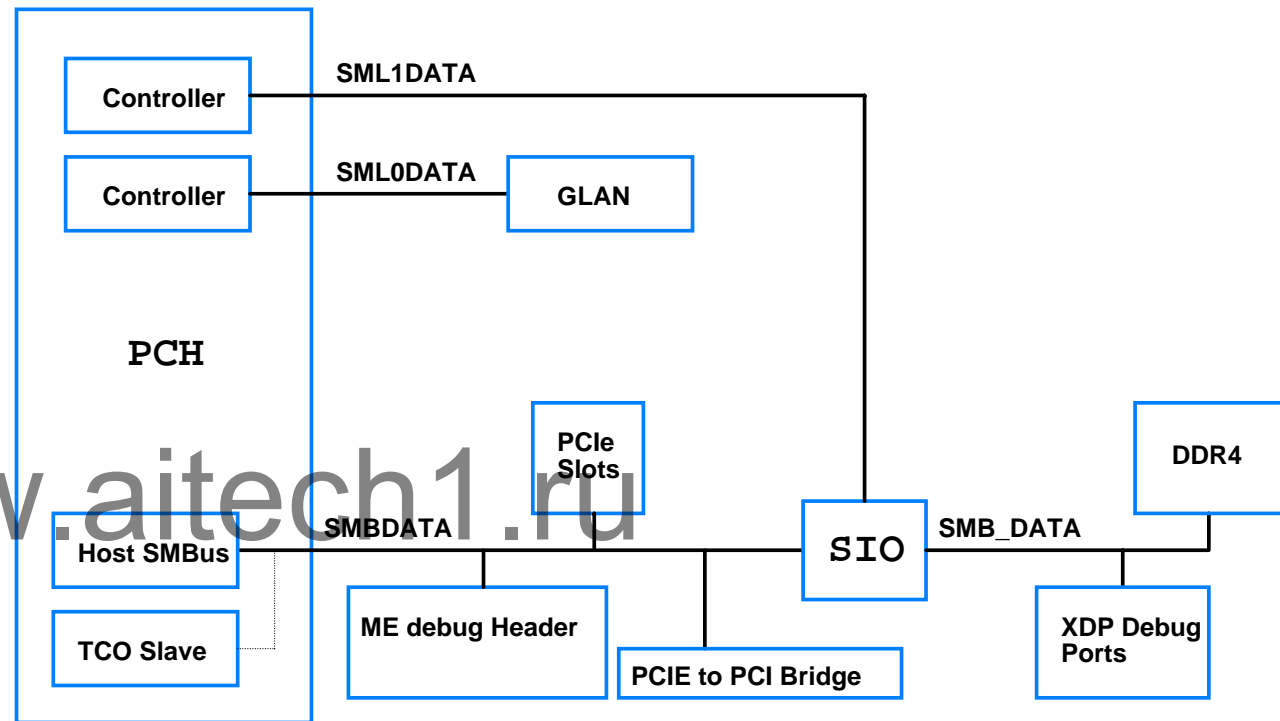 SML1DATA
Controller
SML0DATA
Controller
GLAN
PCH
PCIe
Slots
DDR4
w.aitech1.ru
SMBDATA
SMB_DATA
Host SMBus
SIO
ME debug Header
XDP Debug
Ports
TCO Slave
PCIE to PCI Bridge